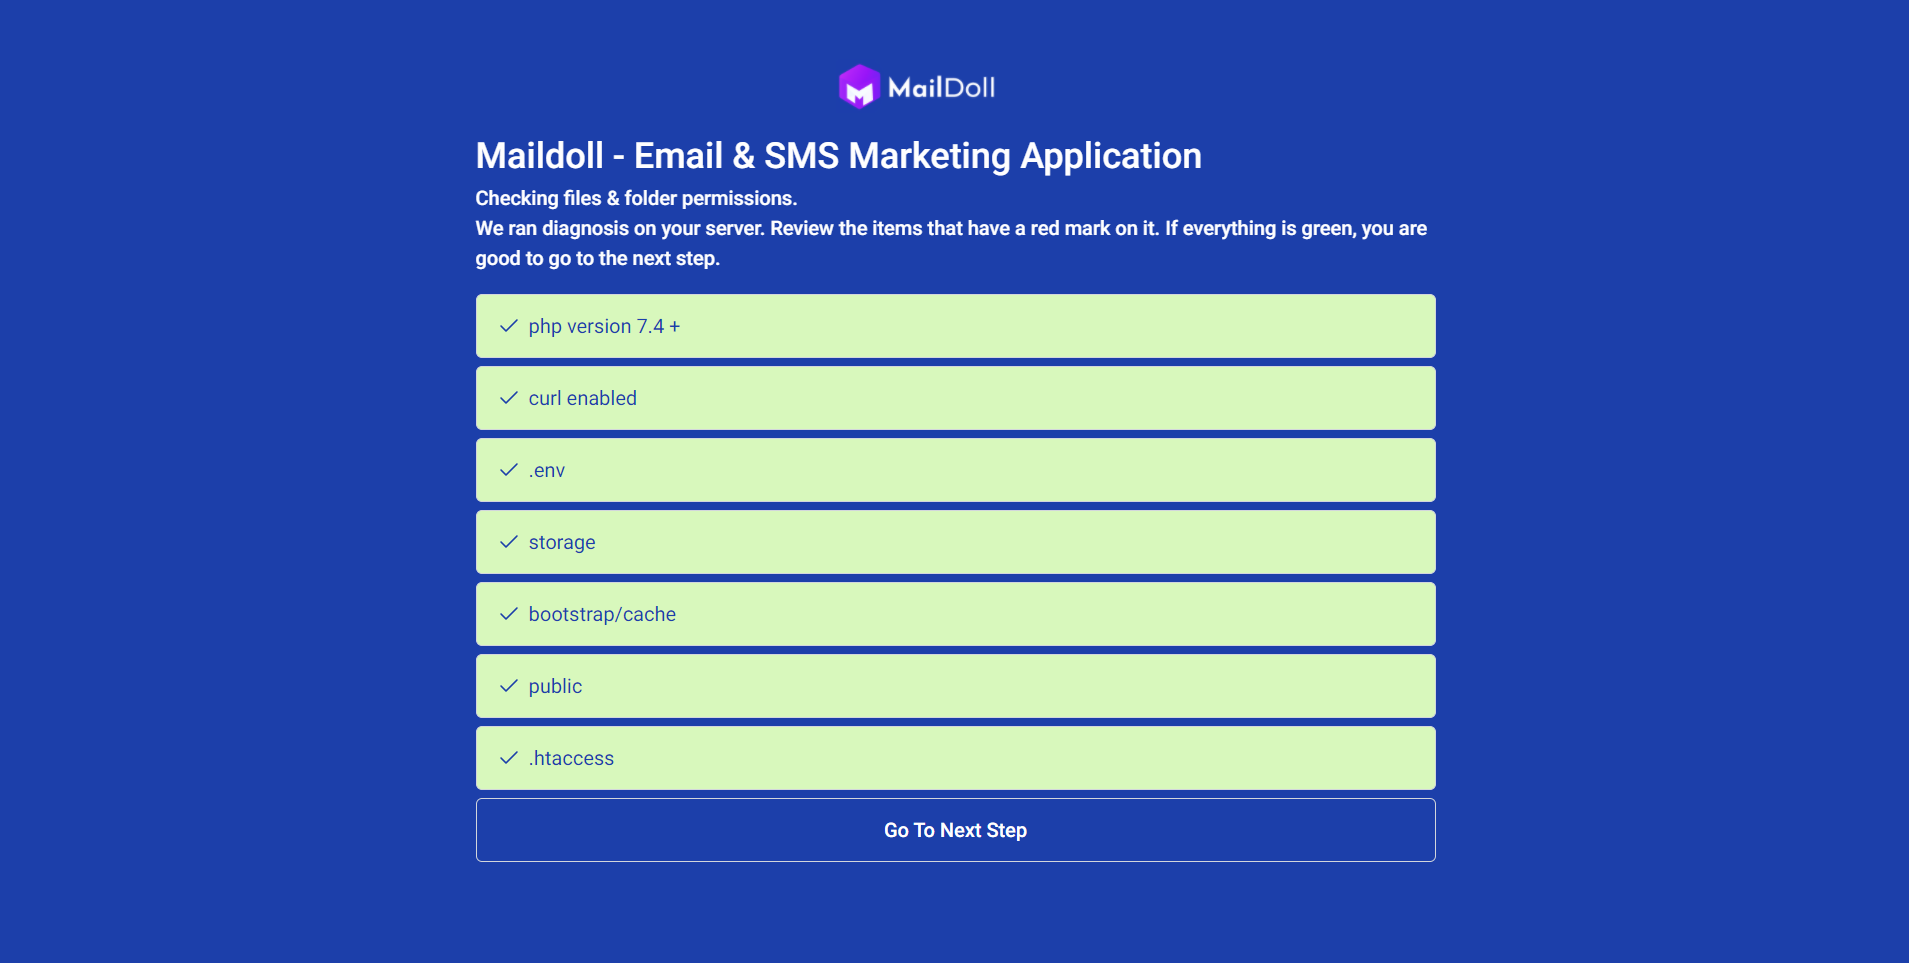 MailDoll
Maildoll - Email & SMS Marketing Application
Checking files & folder permissions.
We ran diagnosis on your server. Review the items that have a red mark on it. If everything is green, you are
good to go to the next step.
php version 7.4 +
curl enabled
.env
storage
bootstrap/cache
public
.htaccess
Go To Next Step